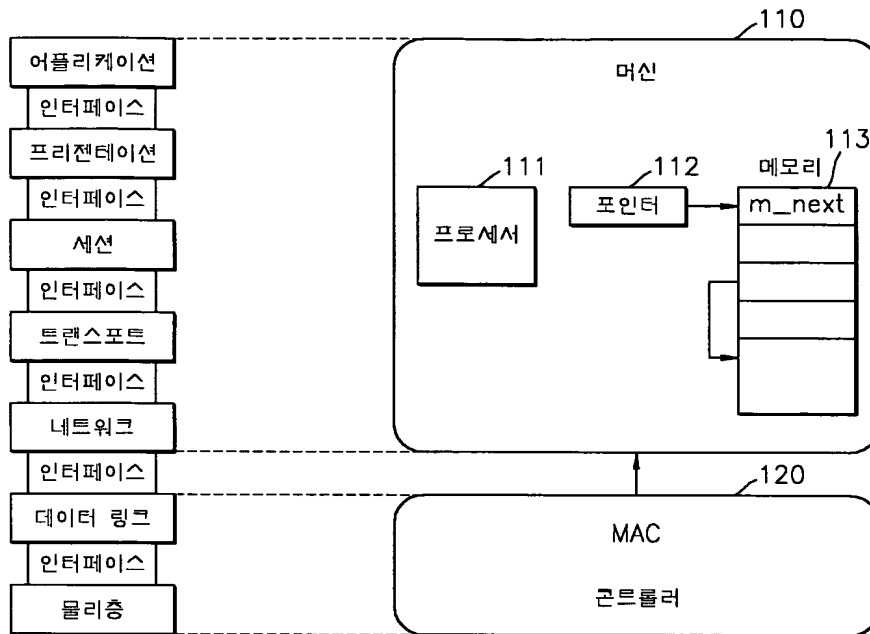 어플리케이션
인터페이스
프리젠테이션
인터페이스
세션
인터페이스
트랜스포트
인터페이스
네트워크
인터페이스
데이터 링크
인터페이스
물리층
110
머신
111
프로세서
112
포인터
메모리
113
m_next
120
MAC
콘트롤러